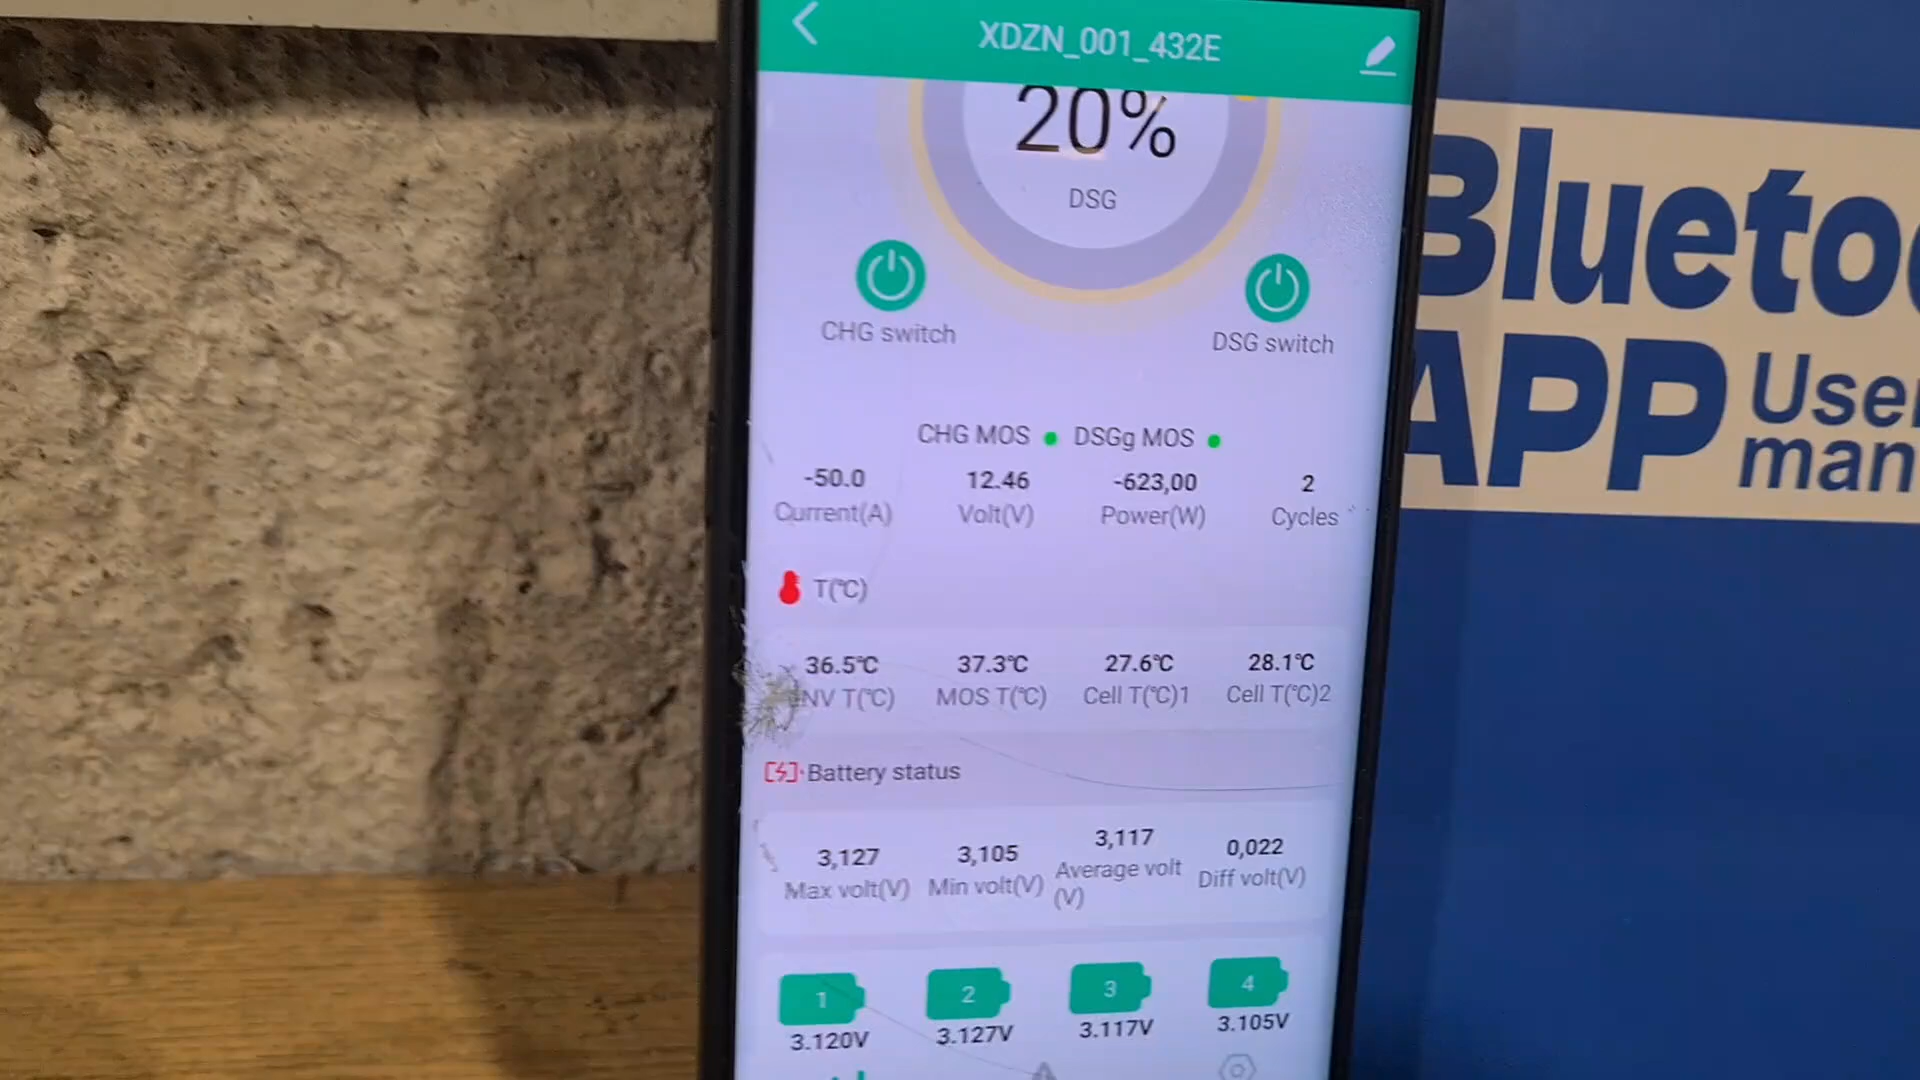 XDZN_001_432E
20%
DSG
CHG switch
DSG switch
CHG MOS DSGg MOS
-50.0 12.46 -623,00 2
Current(A) Volt(V) Power(W) Cycles
T(℃)
36.5℃ 37.3℃ 27.6℃ 28.1℃
ENV T(℃) MOS T(℃) Cell T(℃)1 Cell T(℃)2
Battery status
3,127 3,105 3,117 0,022
Max volt(V) Min volt(V) Average volt (V) Diff volt(V)
1 2 3 4
3.120V 3.127V 3.117V 3.105V
Bluetoo
APP User
man